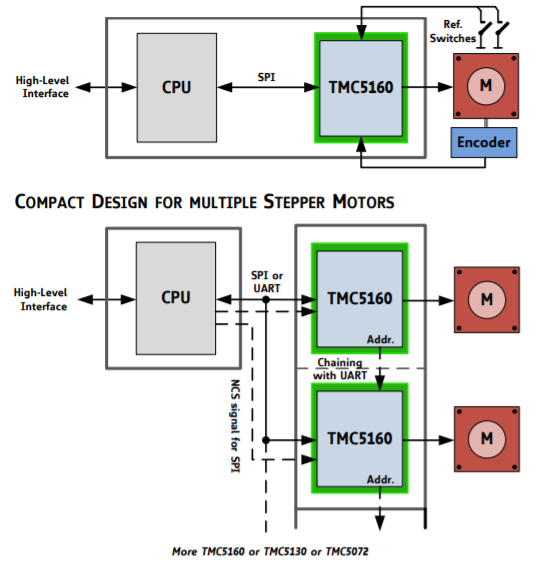 Ref.
Switches
High-Level
Interface
CPU
SPI
TMC5160
M
Encoder
COMPACT DESIGN FOR MULTIPLE STEPPER MOTORS
SPI or
UART
High-Level
Interface
CPU
TMC5160
M
Addr.
Chaining
with UART
NCS signal for SPI
TMC5160
M
Addr.
More TMC5160 or TMC5130 or TMC5072